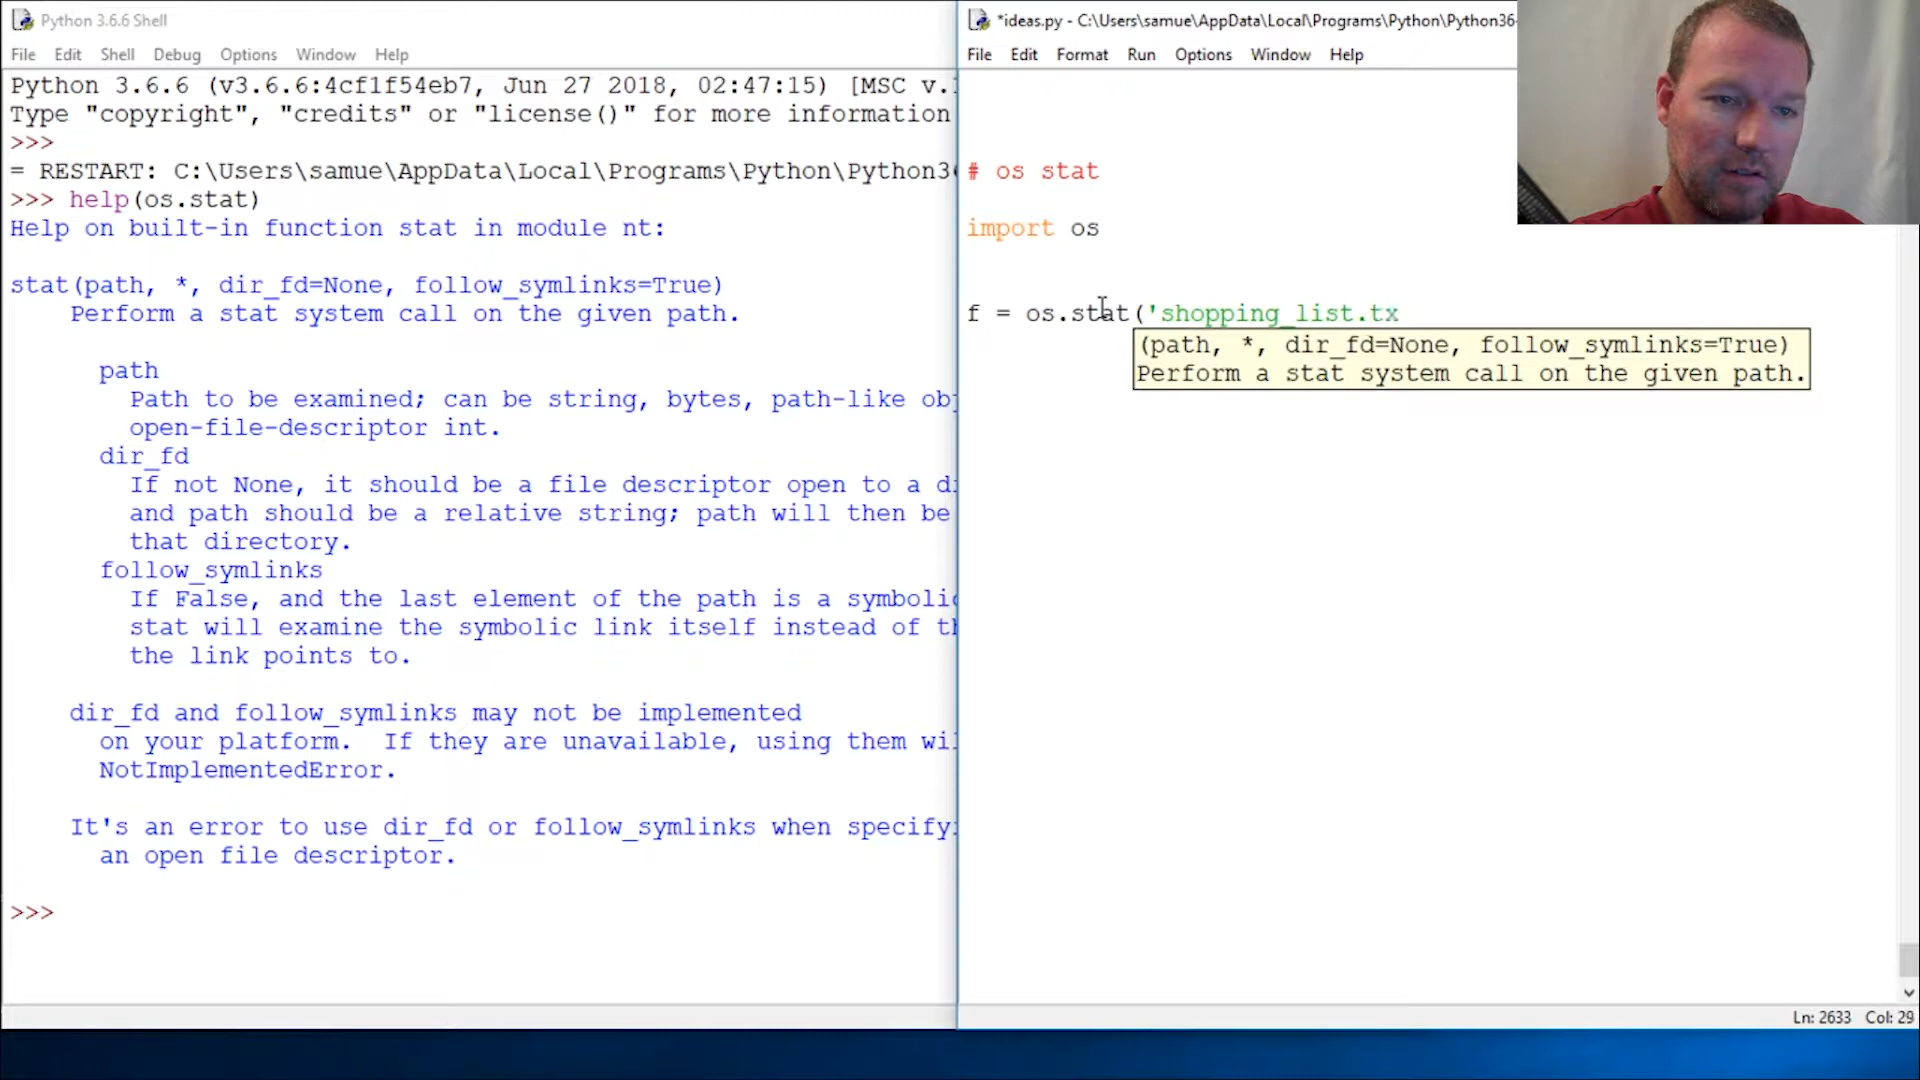 Python 3.6.6 Shell
File Edit Shell Debug Options Window Help
Python 3.6.6 (v3.6.6:4cf1f54eb7, Jun 27 2018, 02:47:15) [MSC v.1
Type "copyright", "credits" or "license()" for more information
>>>
= RESTART: C:\Users\samue\AppData\Local\Programs\Python\Python36
>>> help(os.stat)
Help on built-in function stat in module nt:
stat(path, *, dir_fd=None, follow_symlinks=True)
Perform a stat system call on the given path.
path
Path to be examined; can be string, bytes, path-like
open-file-descriptor int.
dir_fd
If not None, it should be a file descriptor open to a
and path should be a relative string; path will then be
that directory.
follow_symlinks
If False, and the last element of the path is a symbolic
stat will examine the symbolic link itself instead of
the link points to.
dir_fd and follow_symlinks may not be implemented
on your platform.  If they are unavailable, using them
NotImplementedError.
It's an error to use dir_fd or follow_symlinks when
an open file descriptor.
>>>
*ideas.py - C:\Users\samue\AppData\Local\Programs\Python\Python36-
File Edit Format Run Options Window Help
# os stat
import os
f = os.stat('shopping_list.tx
(path, *, dir_fd=None, follow_symlinks=True)
Perform a stat system call on the given path.
Ln: 2633 Col: 29